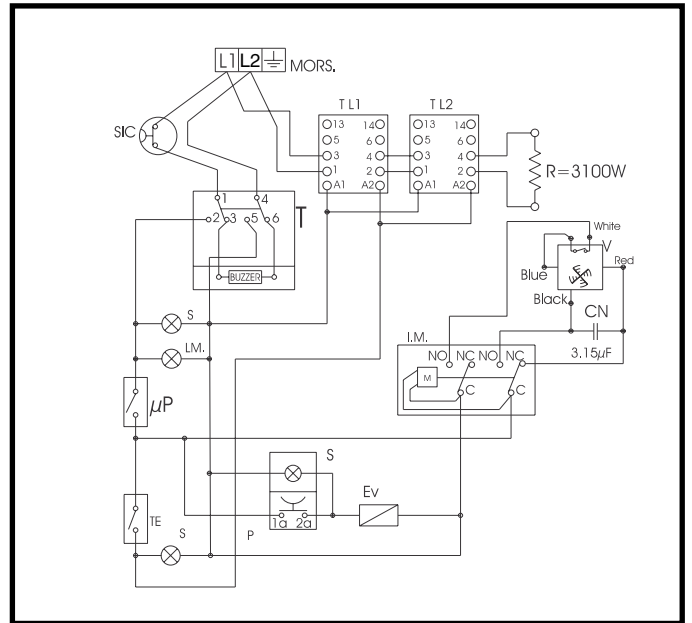 L1 L2 MORS.
SIC
T L1 T L2
13 14 13 14
5 6 5 6
3 4 3 4
1 2 1 2
A1 A2 A1 A2
R=3100W
1 4
2 3 5 6 T
BUZZER
White
V
Blue Red
Black
CN
3.15µF
S
LM.
I.M.
NO NC NO NC
M
C C
µP
S
Ev
1a 2a
TE
S P